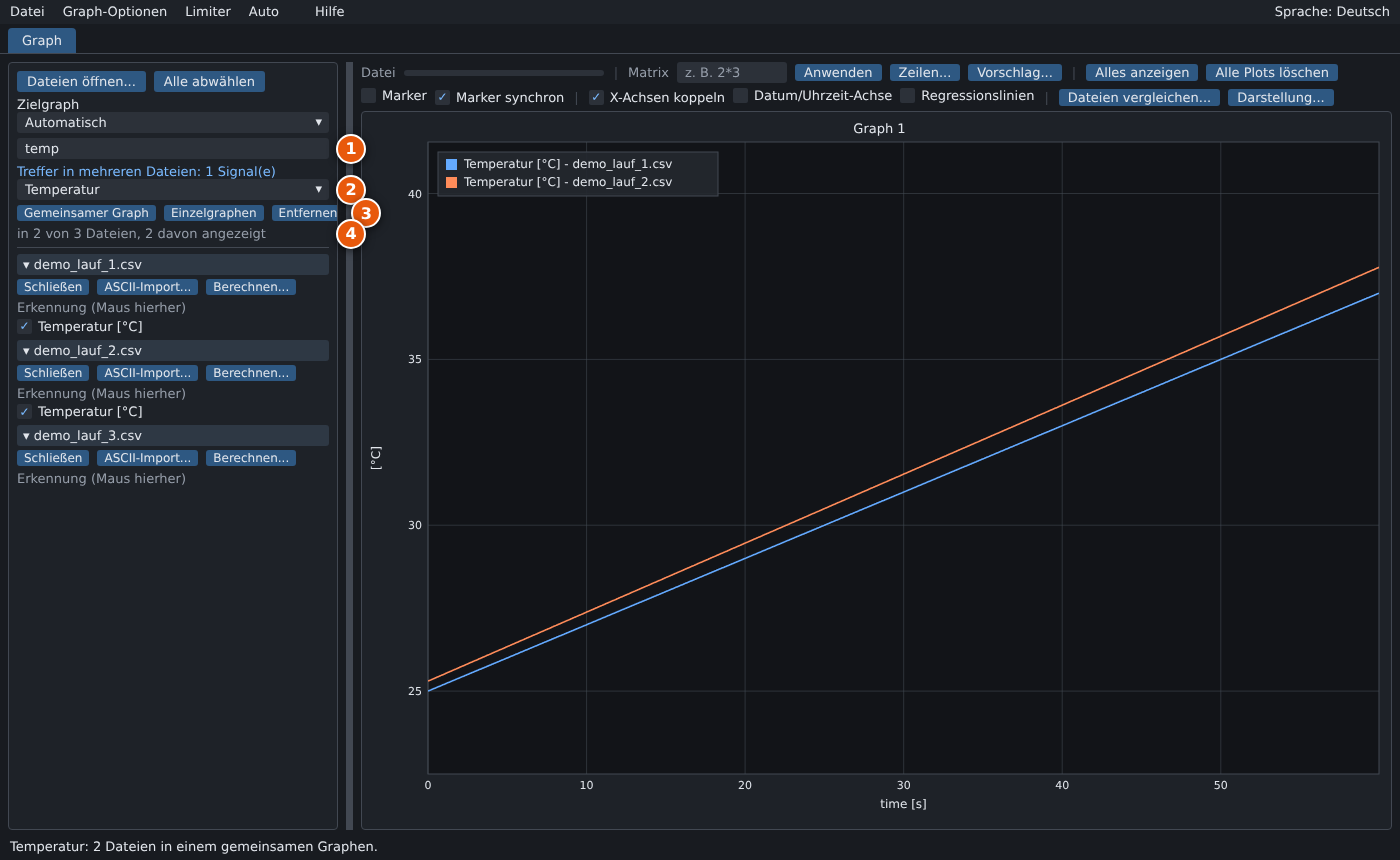 Datei Graph-Optionen Limiter Auto Hilfe Sprache: Deutsch
Graph
Dateien öffnen... Alle abwählen
Zielgraph
Automatisch
temp
Treffer in mehreren Dateien: 1 Signal(e)
Temperatur
Gemeinsamer Graph Einzelgraphen Entfernen
in 2 von 3 Dateien, 2 davon angezeigt
1
2
3
4
demo_lauf_1.csv
Schließen ASCII-Import... Berechnen...
Erkennung (Maus hierher)
Temperatur [°C]
demo_lauf_2.csv
Schließen ASCII-Import... Berechnen...
Erkennung (Maus hierher)
Temperatur [°C]
demo_lauf_3.csv
Schließen ASCII-Import... Berechnen...
Erkennung (Maus hierher)
Datei | Matrix z. B. 2*3 Anwenden Zeilen... Vorschlag... | Alles anzeigen Alle Plots löschen
Marker Marker synchron | X-Achsen koppeln Datum/Uhrzeit-Achse Regressionslinien | Dateien vergleichen... Darstellung...
Graph 1
Temperatur [°C] - demo_lauf_1.csv
Temperatur [°C] - demo_lauf_2.csv
40
35
30
25
[°C]
0 10 20 30 40 50
time [s]
Temperatur: 2 Dateien in einem gemeinsamen Graphen.